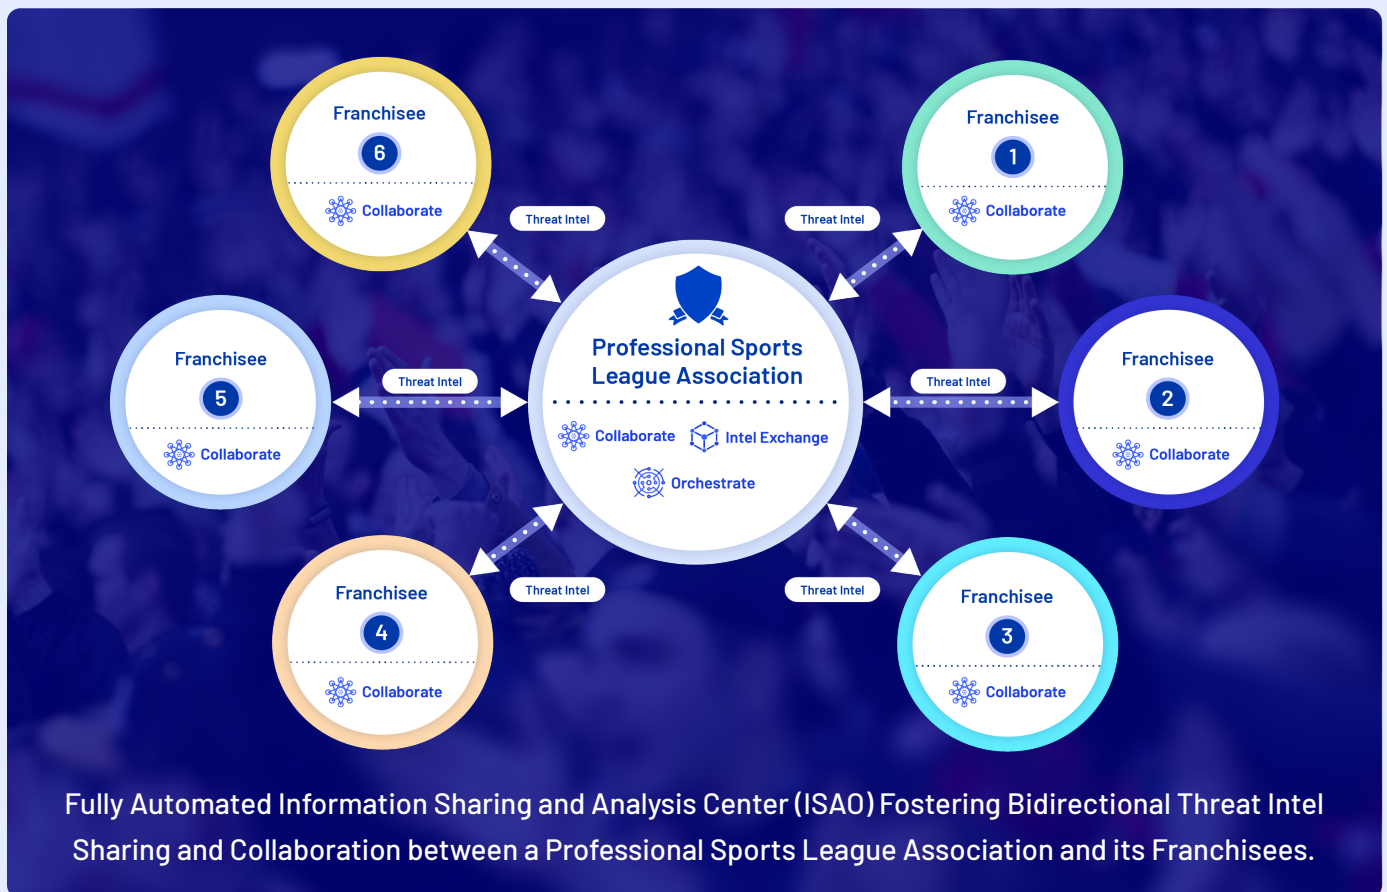 Franchisee
6
Collaborate
Franchisee
1
Collaborate
Threat Intel
Threat Intel
Franchisee
5
Collaborate
Threat Intel
Professional Sports
League Association
Collaborate
Intel Exchange
Orchestrate
Threat Intel
Franchisee
2
Collaborate
Franchisee
4
Collaborate
Threat Intel
Threat Intel
Franchisee
3
Collaborate
Fully Automated Information Sharing and Analysis Center (ISAO) Fostering Bidirectional Threat Intel
Sharing and Collaboration between a Professional Sports League Association and its Franchisees.